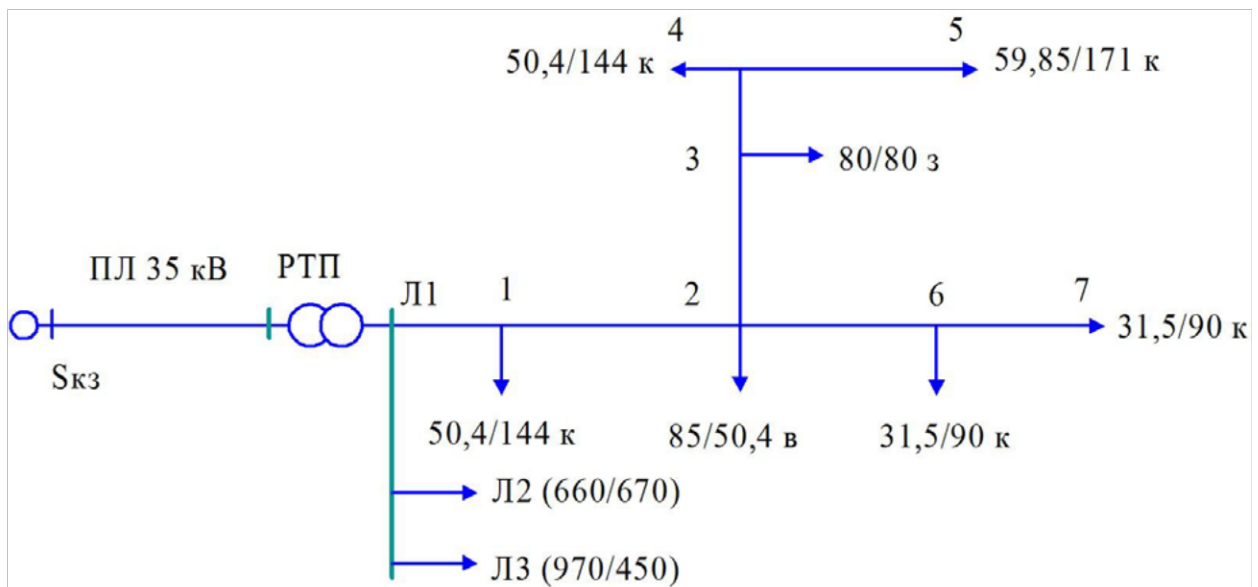 4
5
50,4/144 к
59,85/171 к
3
80/80 з
ПЛ 35 кВ
РТП
Л1
1
2
6
7
31,5/90 к
Sкз
50,4/144 к
85/50,4 в
31,5/90 к
Л2 (660/670)
Л3 (970/450)